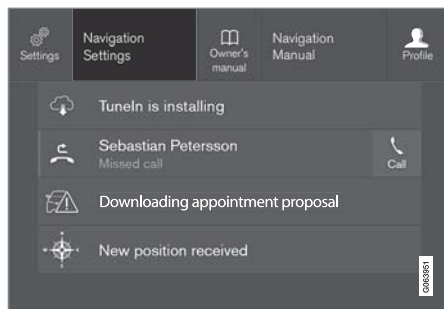 Settings
Navigation
Settings
Owner's
manual
Navigation
Manual
Profile
TuneIn is installing
Sebastian Petersson
Missed call
Call
Downloading appointment proposal
New position received
G063951